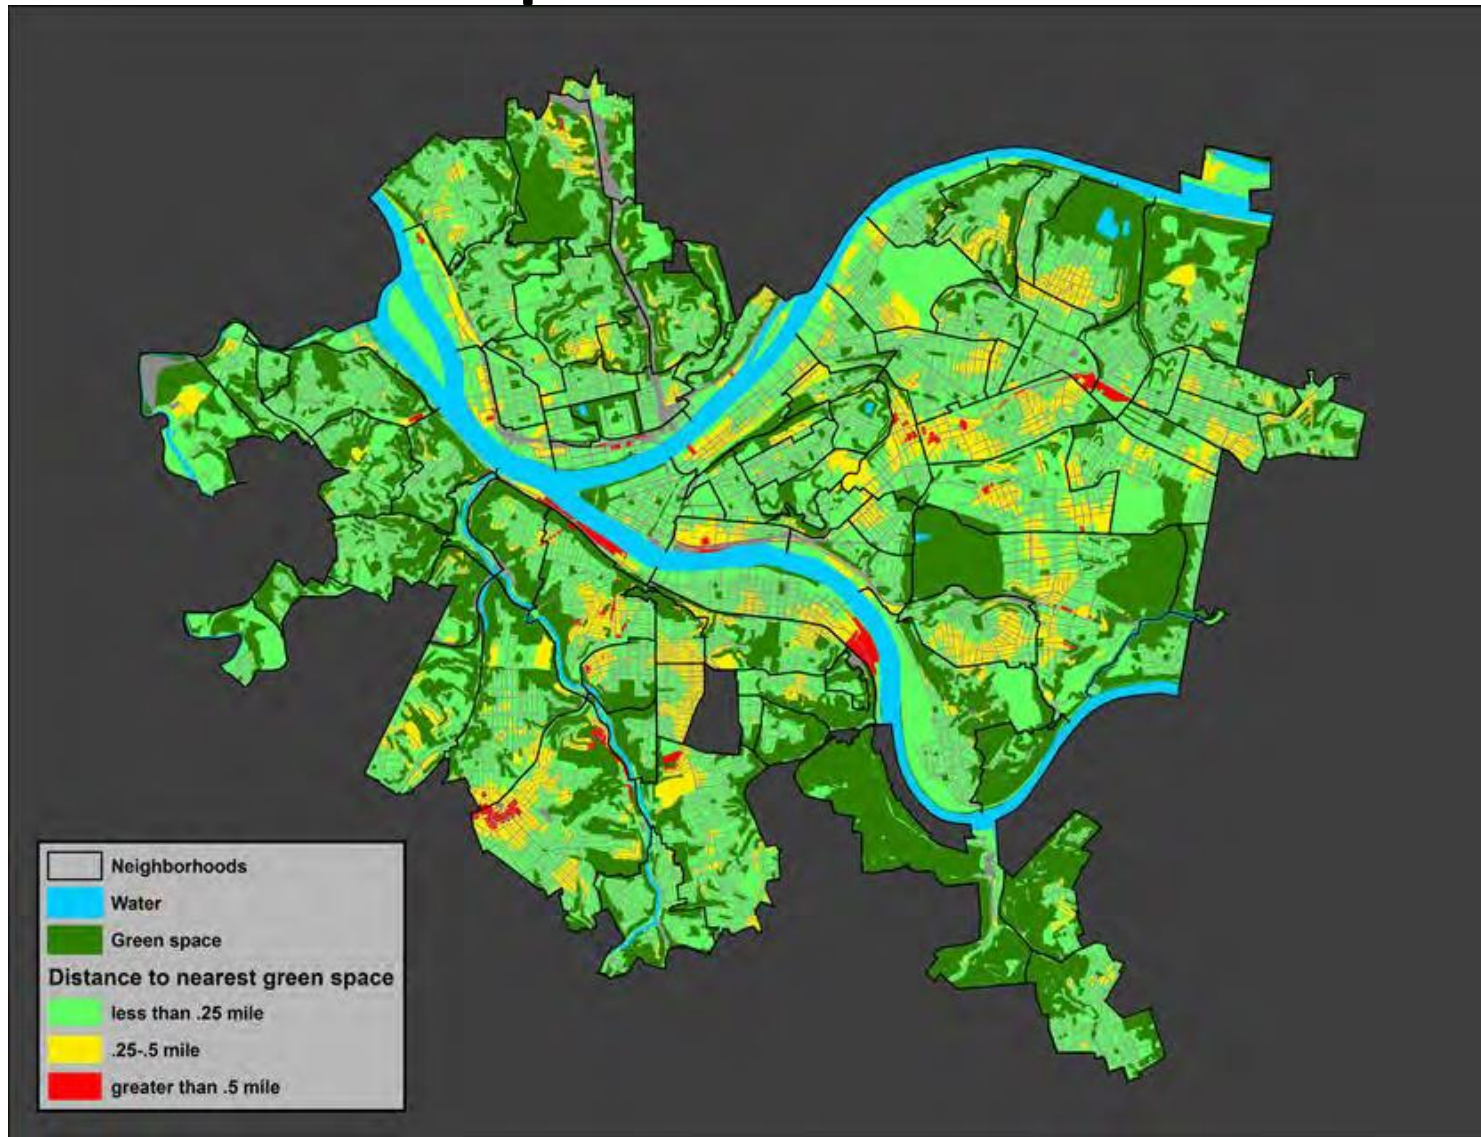 Neighborhoods
Water
Green space
Distance to nearest green space
less than .25 mile
.25-.5 mile
greater than .5 mile